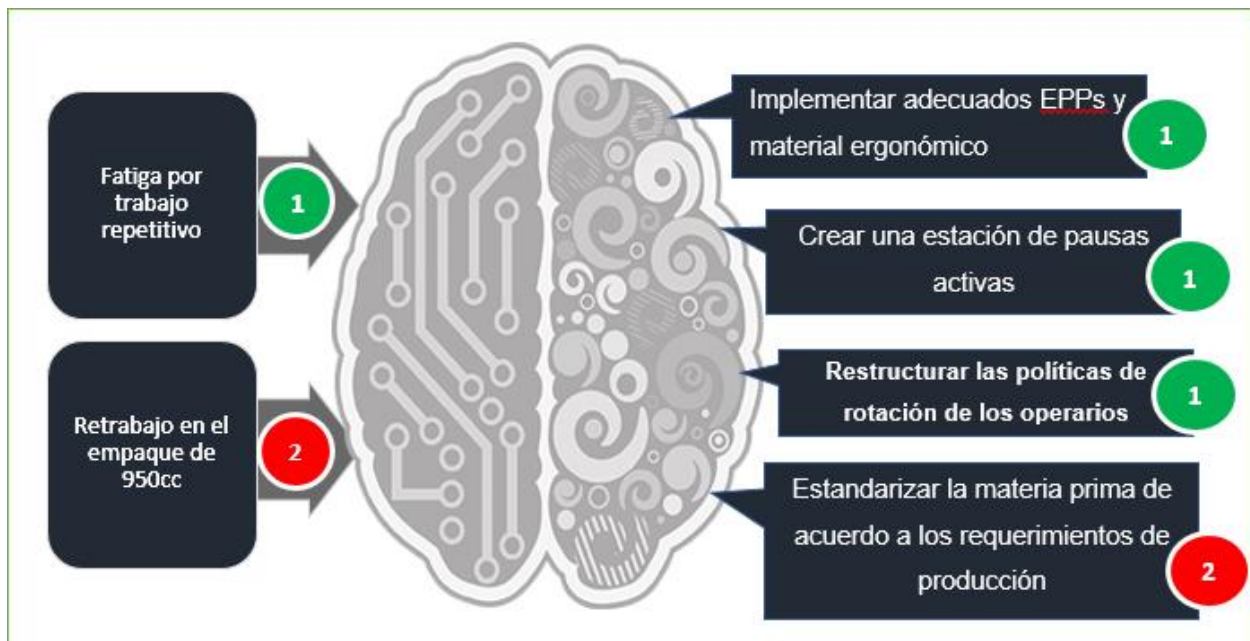 Fatiga por
trabajo
repetitivo
1
Retrabajo en el
empaque de
950cc
2
Implementar adecuados EPPs y
material ergonómico
1
Crear una estación de pausas
activas
1
Restructurar las políticas de
rotación de los operarios
1
Estandarizar la materia prima de
acuerdo a los requerimientos de
producción
2